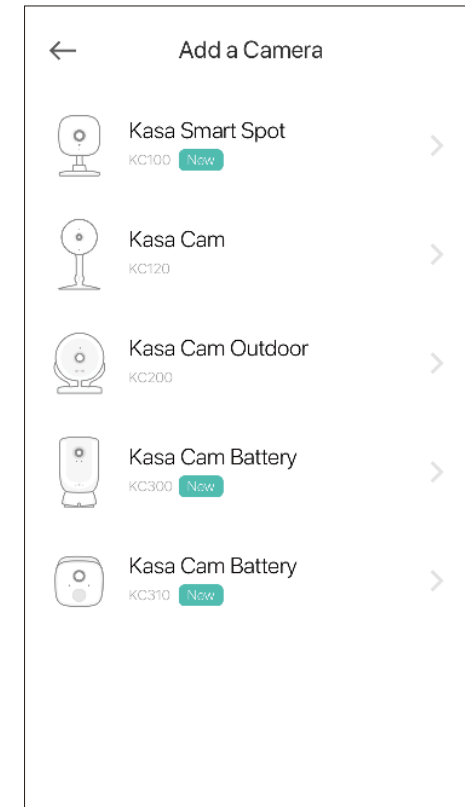 Add a Camera
Kasa Smart Spot
KC100 New
Kasa Cam
KC120
Kasa Cam Outdoor
KC200
Kasa Cam Battery
KC300 New
Kasa Cam Battery
KC310 New